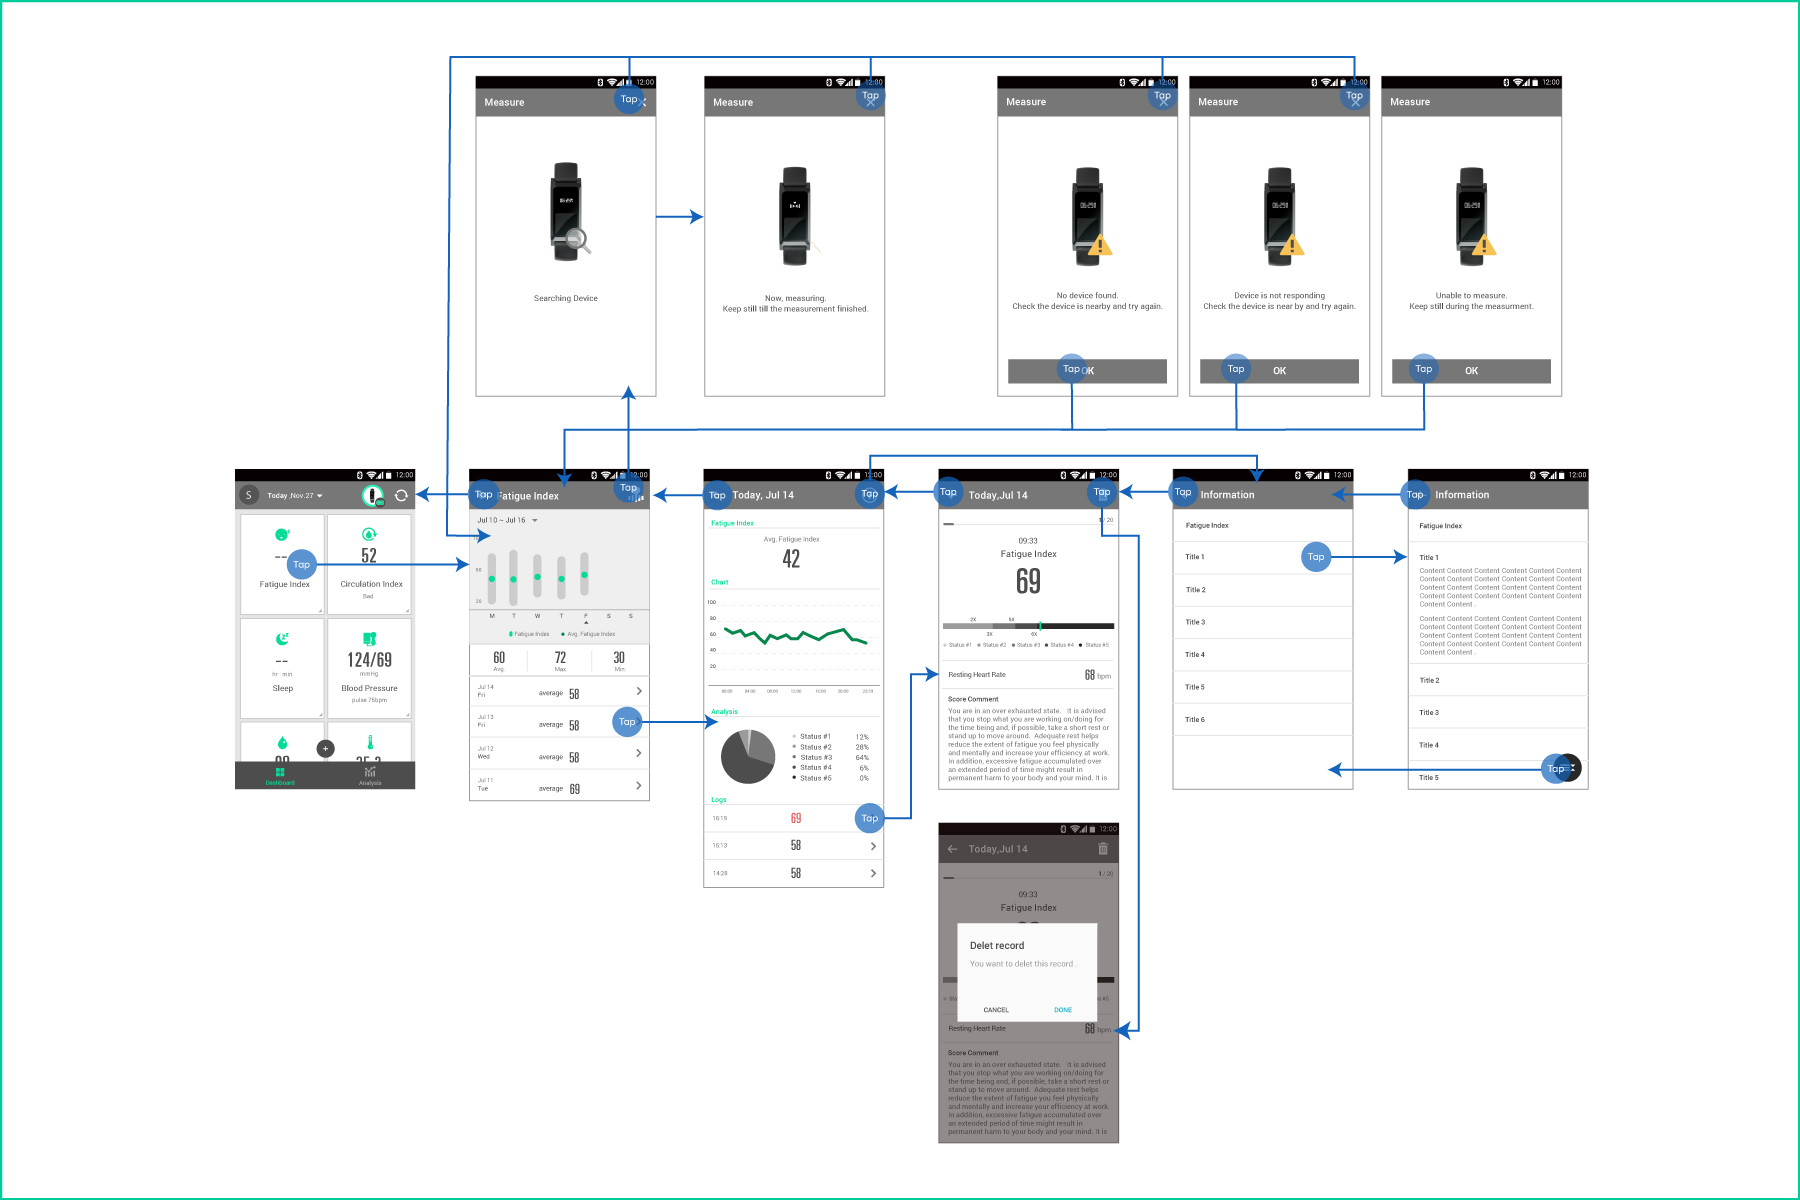 12:00
Measure
Tap
Searching Device
12:00
Measure
Tap
Now, measuring.
Keep still till the measurement finished.
12:00
Measure
Tap
No device found.
Check the device is nearby and try again.
Tap
OK
12:00
Measure
Tap
Device is not responding
Check the device is near by and try again.
Tap
OK
12:00
Measure
Unable to measure.
Keep still during the measurment.
Tap
OK
12:00
S
Today ,Nov.27
--
Tap
Fatigue Index
52
Circulation Index
Bad
--
hr : min
Sleep
124/69
mmHg
Blood Pressure
pulse 75bpm
+
Dashboard
Analysis
12:00
Tap
Fatigue Index
Tap
Jul 10 ~ Jul 16
50
20
M T W T F S S
Fatigue Index
Avg. Fatigue Index
60
Avg.
72
Max.
30
Min
Jul 14
Fri
average 58
Jul 13
Fri
average 58
Tap
Jul 12
Wed
average 58
Jul 11
Tue
average 69
12:00
Tap
Today, Jul 14
Tap
Fatigue Index
Avg. Fatigue Index
42
Chart
100
80
60
40
20
00:00 04:00 08:00 12:00 16:00 20:00 23:59
Analysis
Status #1 12%
Status #2 28%
Status #3 64%
Status #4 6%
Status #5 0%
Logs
15:19 69
Tap
15:13 58
14:28 58
12:00
Tap
Today,Jul 14
Tap
1 / 20
09:33
Fatigue Index
69
2X 5X
3X 6X
Status #1 Status #2 Status #3 Status #4 Status #5
Resting Heart Rate 68 bpm
Score Comment
You are in an over exhausted state. It is advised
that you stop what you are working on/doing for
the time being and, if possible, take a short rest or
stand up to move around. Adequate rest helps
reduce the extent of fatigue you feel physically
and mentally and increase your efficiency at work.
In addition, excessive fatigue accumulated over
an extended period of time might result in
permanent harm to your body and your mind. It is
12:00
Tap
Information
Fatigue Index
Title 1
Tap
Title 2
Title 3
Title 4
Title 5
Title 6
12:00
Tap
Information
Fatigue Index
Title 1
Content Content Content Content Content Content
Content Content Content Content Content Content
Content Content Content Content Content Content
Content Content Content Content Content Content
Content Content .
Content Content Content Content Content Content
Content Content Content Content Content Content
Content Content Content Content Content Content
Content Content Content Content Content Content
Content Content .
Title 2
Title 3
Title 4
Tap
Title 5
12:00
Today,Jul 14
1 / 20
09:33
Fatigue Index
Delet record
You want to delet this record .
CANCEL
DONE
#5
Resting Heart Rate 68 bpm
Score Comment
You are in an over exhausted state. It is advised
that you stop what you are working on/doing for
the time being and, if possible, take a short rest or
stand up to move around. Adequate rest helps
reduce the extent of fatigue you feel physically
and mentally and increase your efficiency at work.
In addition, excessive fatigue accumulated over
an extended period of time might result in
permanent harm to your body and your mind. It is